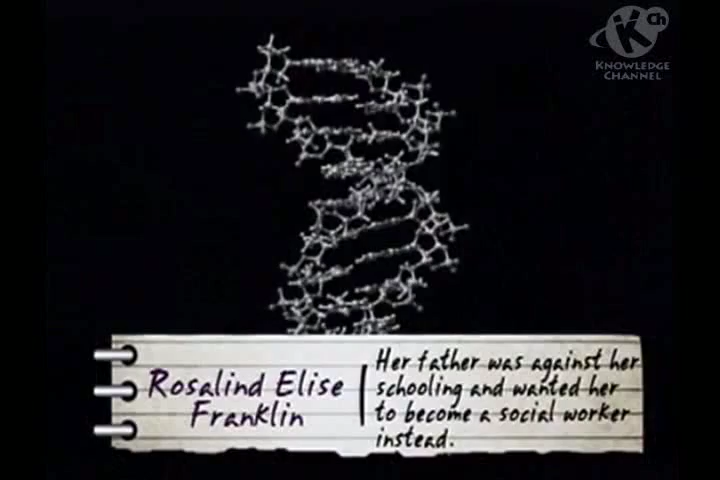 Ch
K
KNOWLEDGE
CHANNEL
Rosalind Elise
Franklin
Her father was against her
schooling and wanted her
to become a social worker
instead.